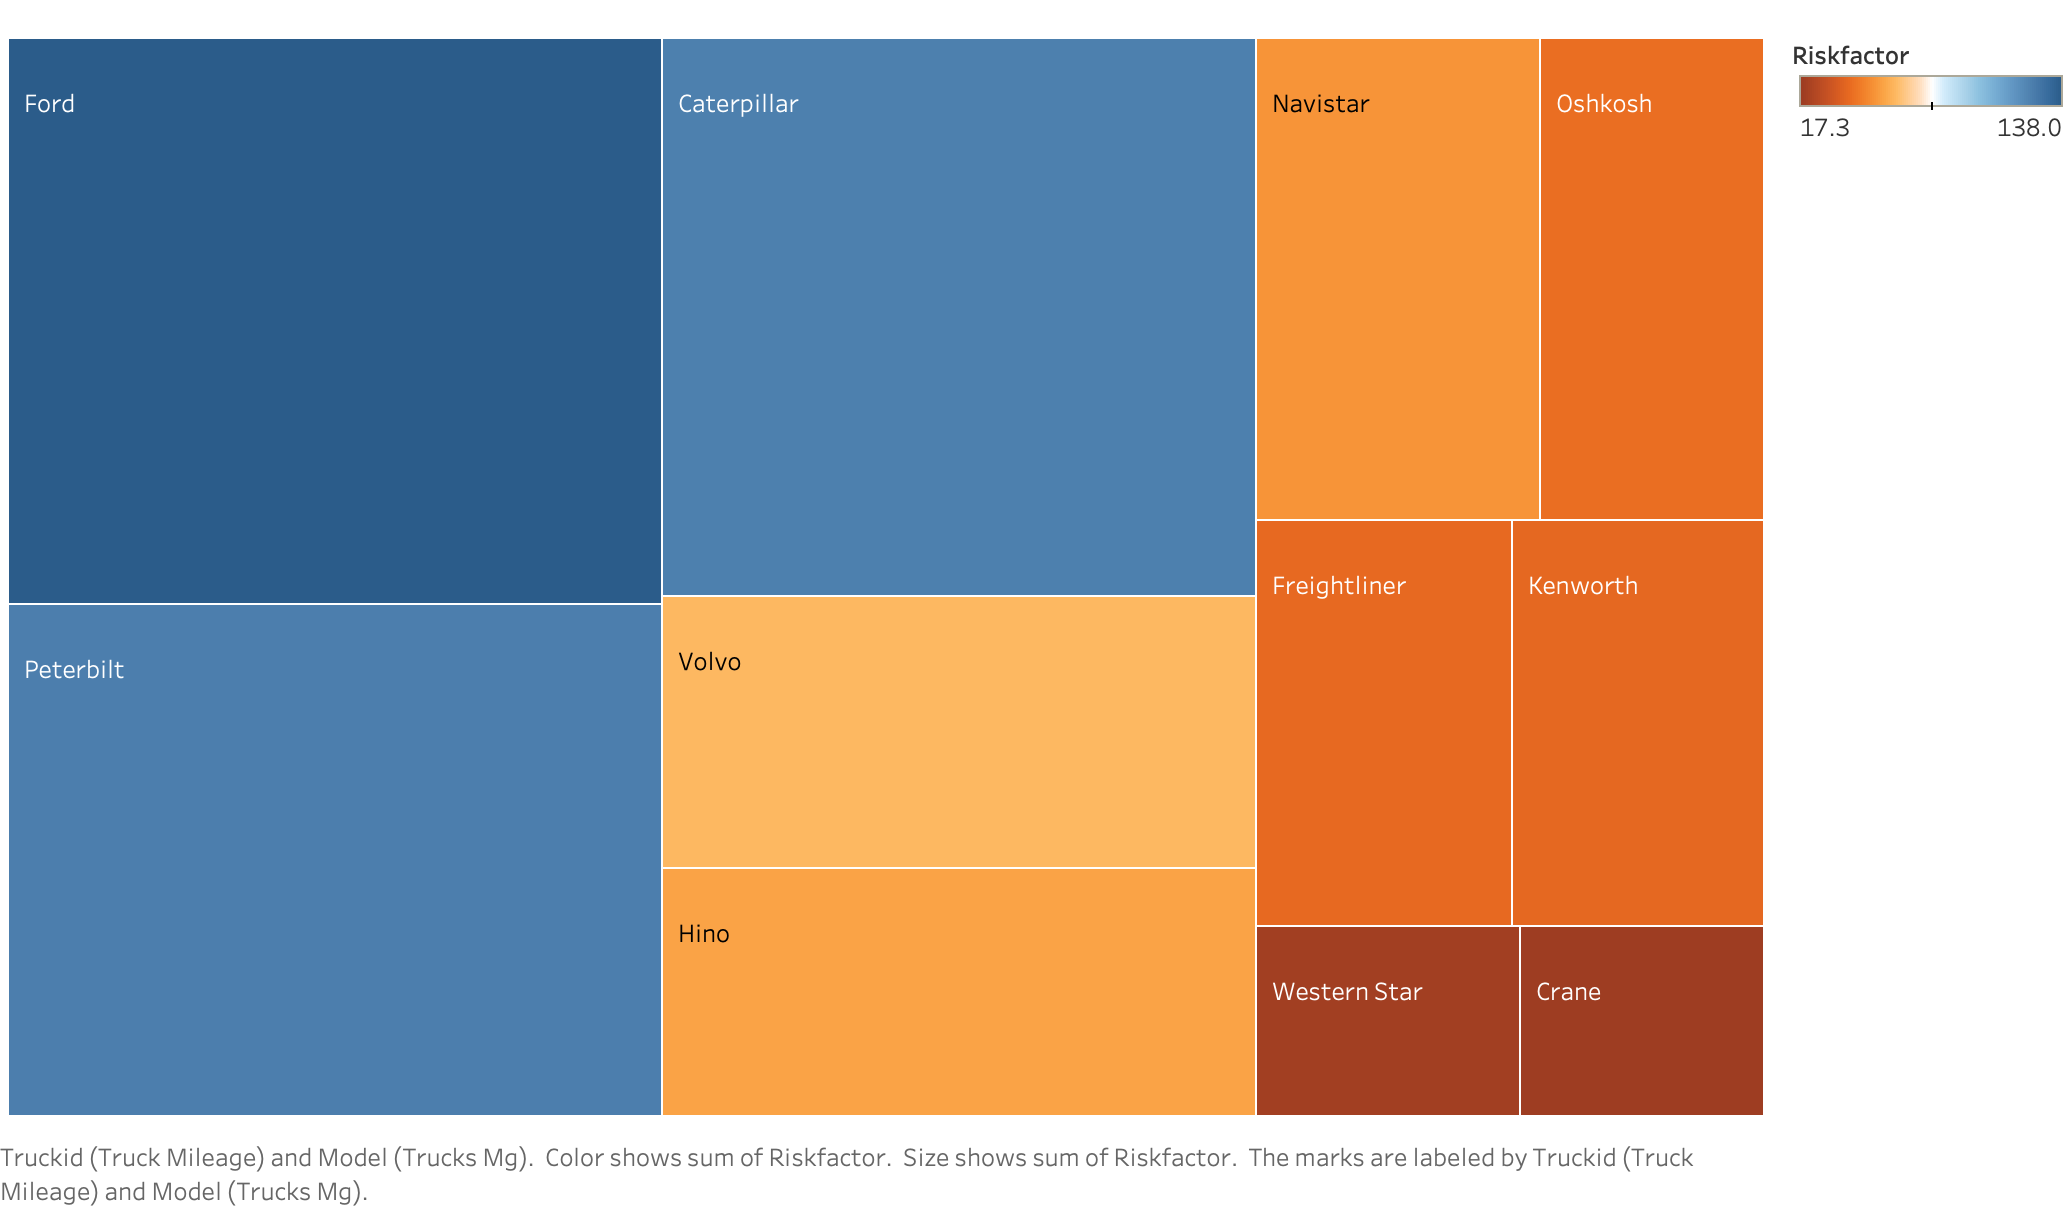 Ford
Caterpillar
Navistar
Oshkosh
Riskfactor
17.3
138.0
Freightliner
Kenworth
Peterbilt
Volvo
Hino
Western Star
Crane
Truckid (Truck Mileage) and Model (Trucks Mg).  Color shows sum of Riskfactor.  Size shows sum of Riskfactor.  The marks are labeled by Truckid (Truck
Mileage) and Model (Trucks Mg).